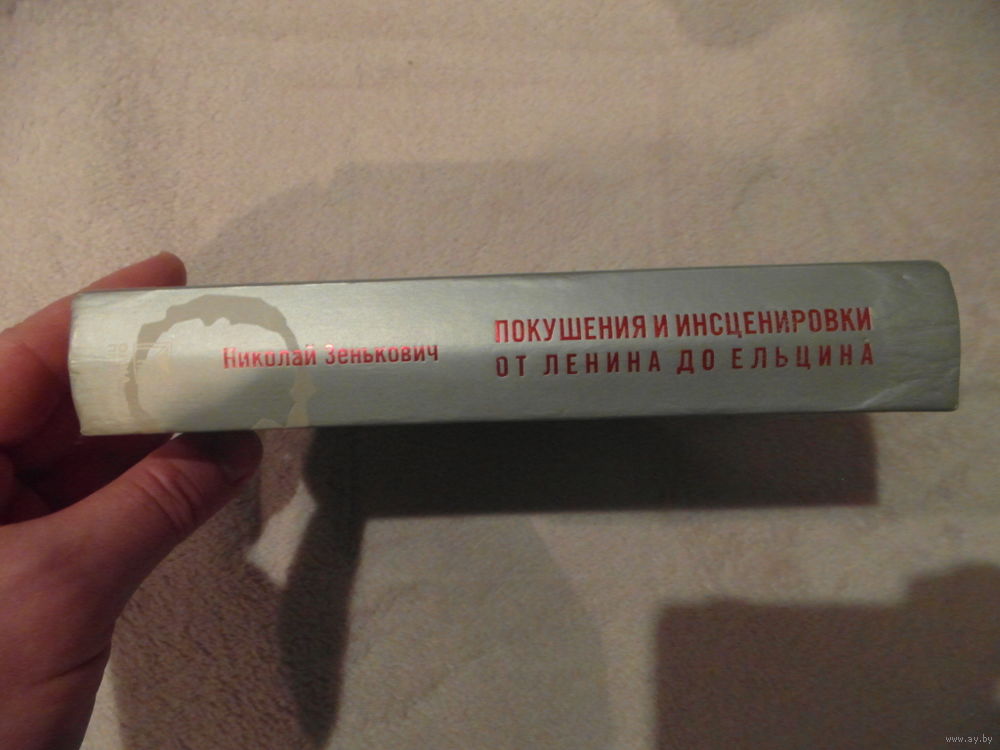 Николай Зенькович
ПОКУШЕНИЯ И ИНСЦЕНИРОВКИ
ОТ ЛЕНИНА ДО ЕЛЬЦИНА
www.ay.by